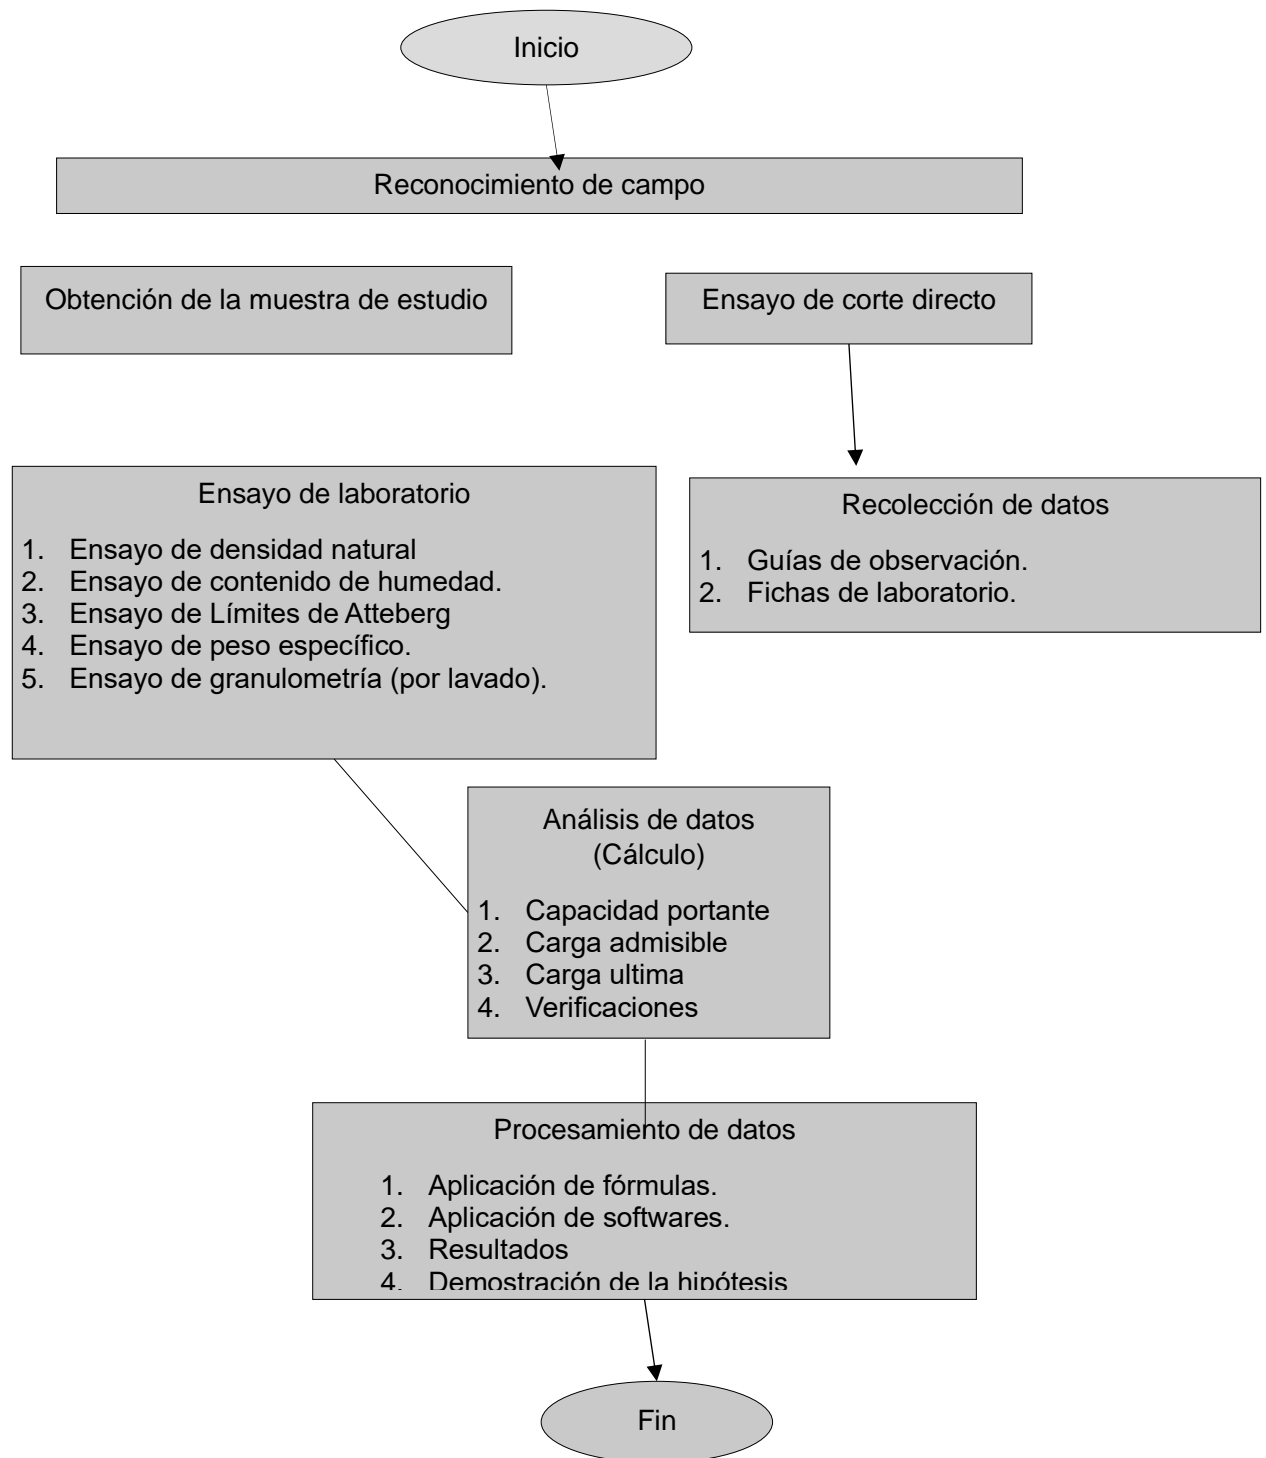 Inicio
Reconocimiento de campo
Obtención de la muestra de estudio
Ensayo de corte directo
Ensayo de laboratorio
1. Ensayo de densidad natural
2. Ensayo de contenido de humedad.
3. Ensayo de Límites de Atteberg
4. Ensayo de peso específico.
5. Ensayo de granulometría (por lavado).
Recolección de datos
1. Guías de observación.
2. Fichas de laboratorio.
Análisis de datos
(Cálculo)
1. Capacidad portante
2. Carga admisible
3. Carga ultima
4. Verificaciones
Procesamiento de datos
1. Aplicación de fórmulas.
2. Aplicación de softwares.
3. Resultados
4. Demostración de la hipótesis
Fin